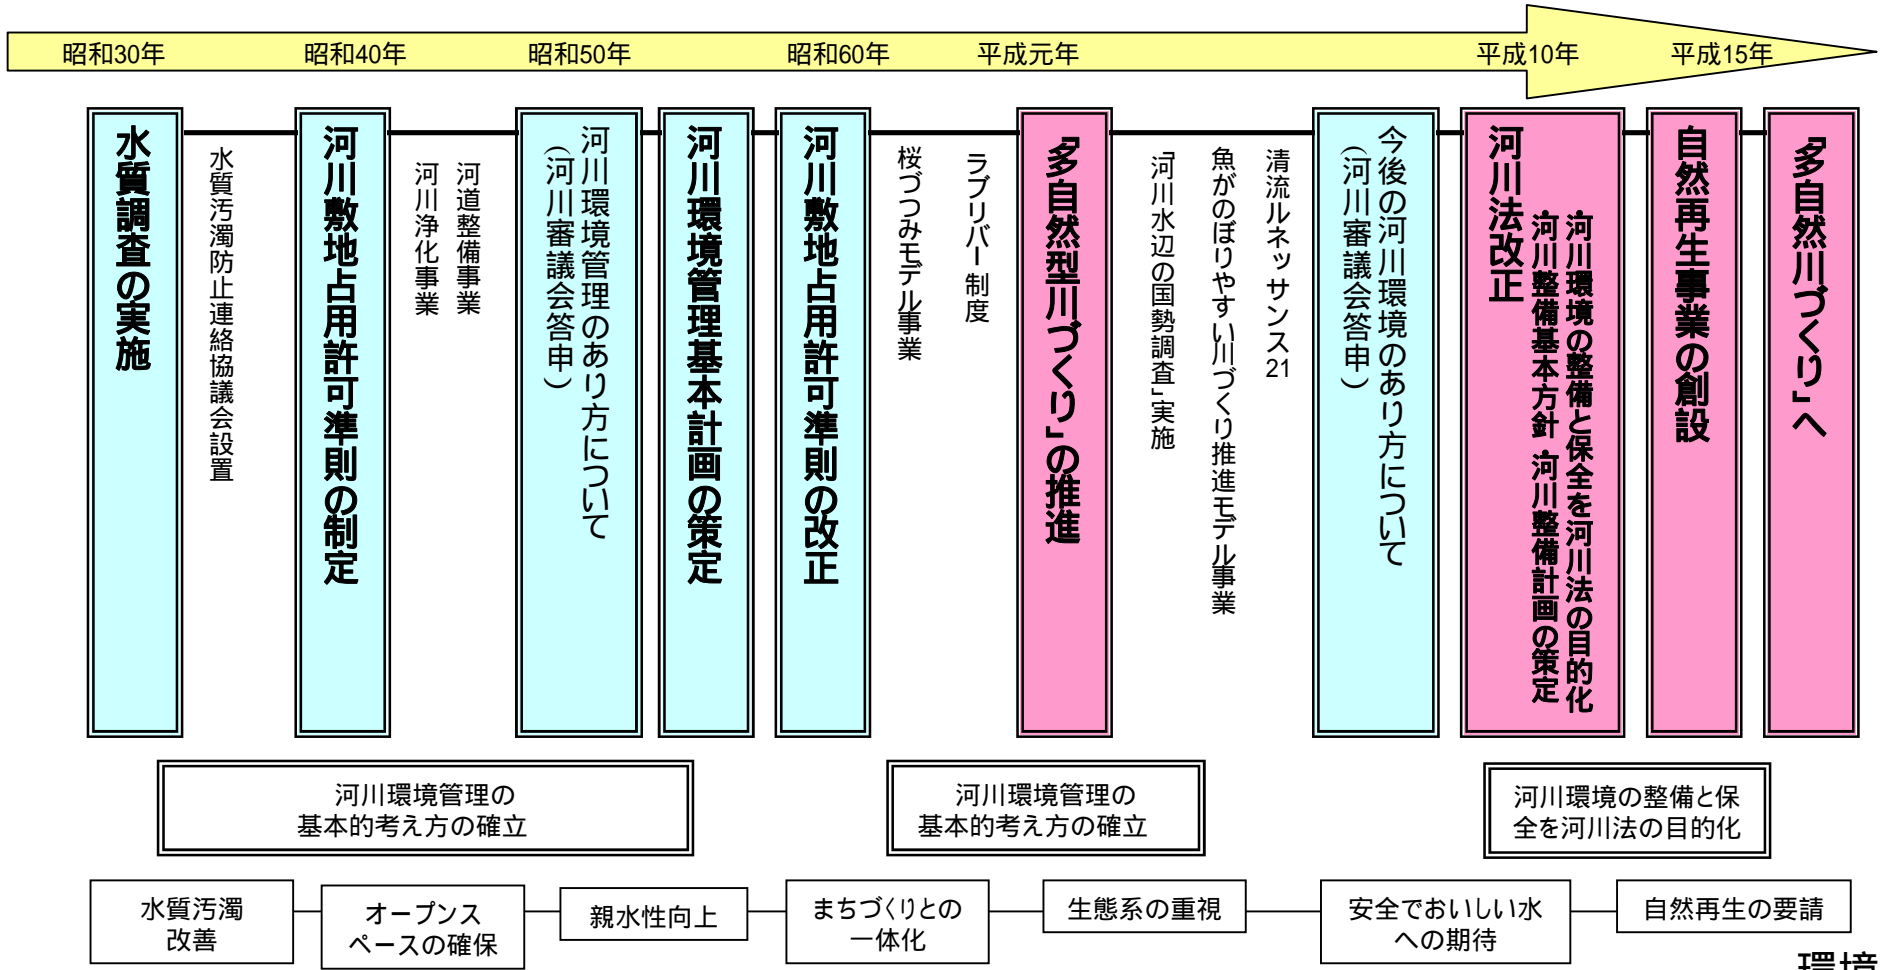 昭和30年
昭和40年
昭和50年
昭和60年
平成元年
平成10年
平成15年
水質調査の実施
水質汚濁防止連絡協議会設置
河川敷地占用許可準則の制定
河川浄化事業
河道整備事業
河川環境管理のあり方について
（河川審議会答申）
河川環境管理基本計画の策定
河川敷地占用許可準則の改正
桜づつみモデル事業
ラブリバー制度
「多自然型川づくり」の推進
「河川水辺の国勢調査」実施
魚がのぼりやすい川づくり推進モデル事業
清流ルネッサンス21
今後の河川環境のあり方について
（河川審議会答申）
河川法改正
・河川環境の整備と保全を河川法の目的化
・河川整備基本方針・河川整備計画の策定
自然再生事業の創設
「多自然川づくり」へ
河川環境管理の
基本的考え方の確立
河川環境管理の
基本的考え方の確立
河川環境の整備と保
全を河川法の目的化
水質汚濁
改善
オープンス
ペースの確保
親水性向上
まちづくりとの
一体化
生態系の重視
安全でおいしい水
への期待
自然再生の要請
環境